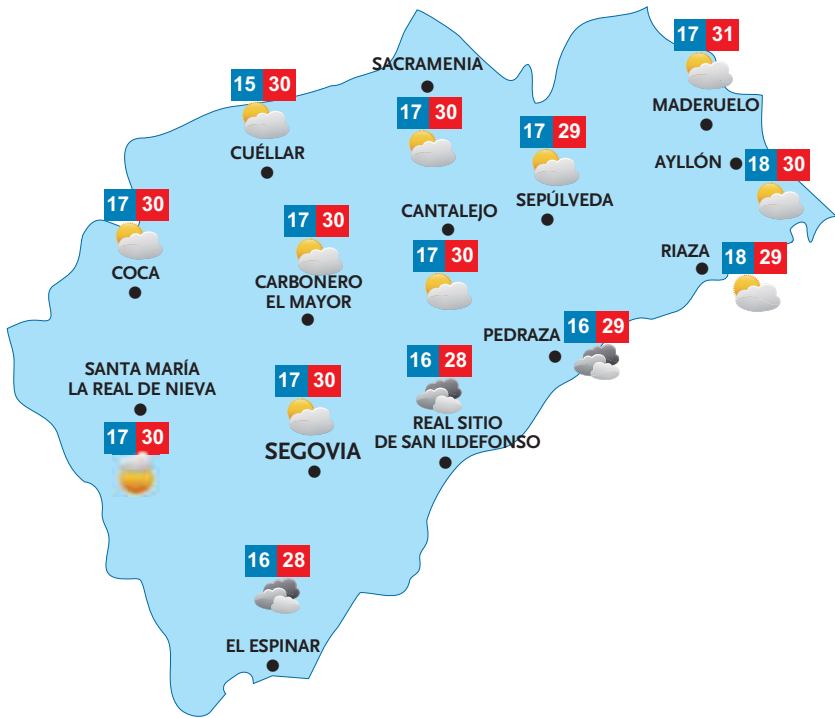 17 31
MADERUELO
SACRAMENIA
17 30
15 30
CUÉLLAR
17 29
SEPÚLVEDA
AYLLÓN
18 30
17 30
COCA
17 30
CARBONERO
EL MAYOR
CANTALEJO
17 30
RIAZA
18 29
PEDRAZA
16 29
SANTA MARÍA
LA REAL DE NIEVA
17 30
17 30
SEGOVIA
16 28
REAL SITIO
DE SAN ILDEFONSO
16 28
EL ESPINAR